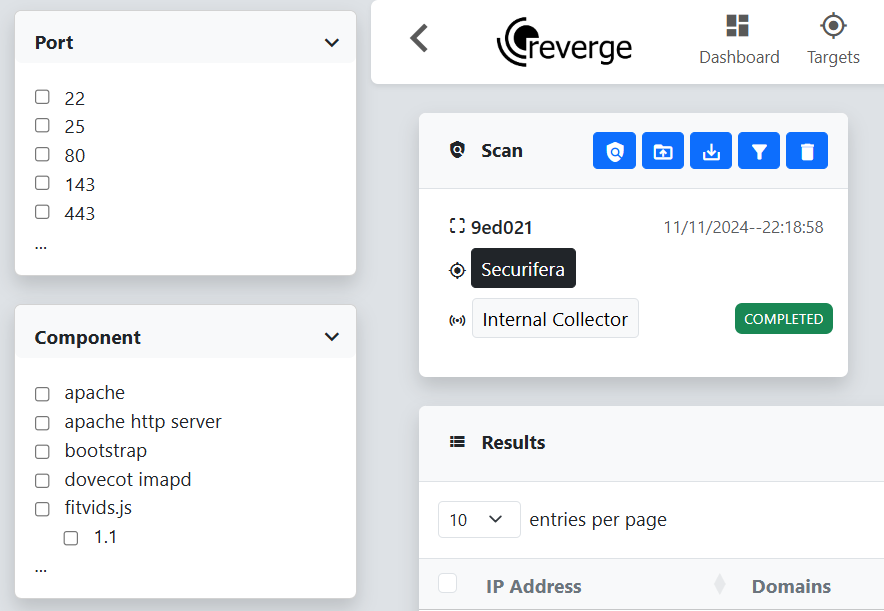 Port
22
25
80
143
443
...
Component
apache
apache http server
bootstrap
dovecot imapd
fitvids.js
1.1
...
reverge
Dashboard
Targets
Scan
9ed021
11/11/2024--22:18:58
Securifera
Internal Collector
COMPLETED
Results
10 entries per page
IP Address
Domains